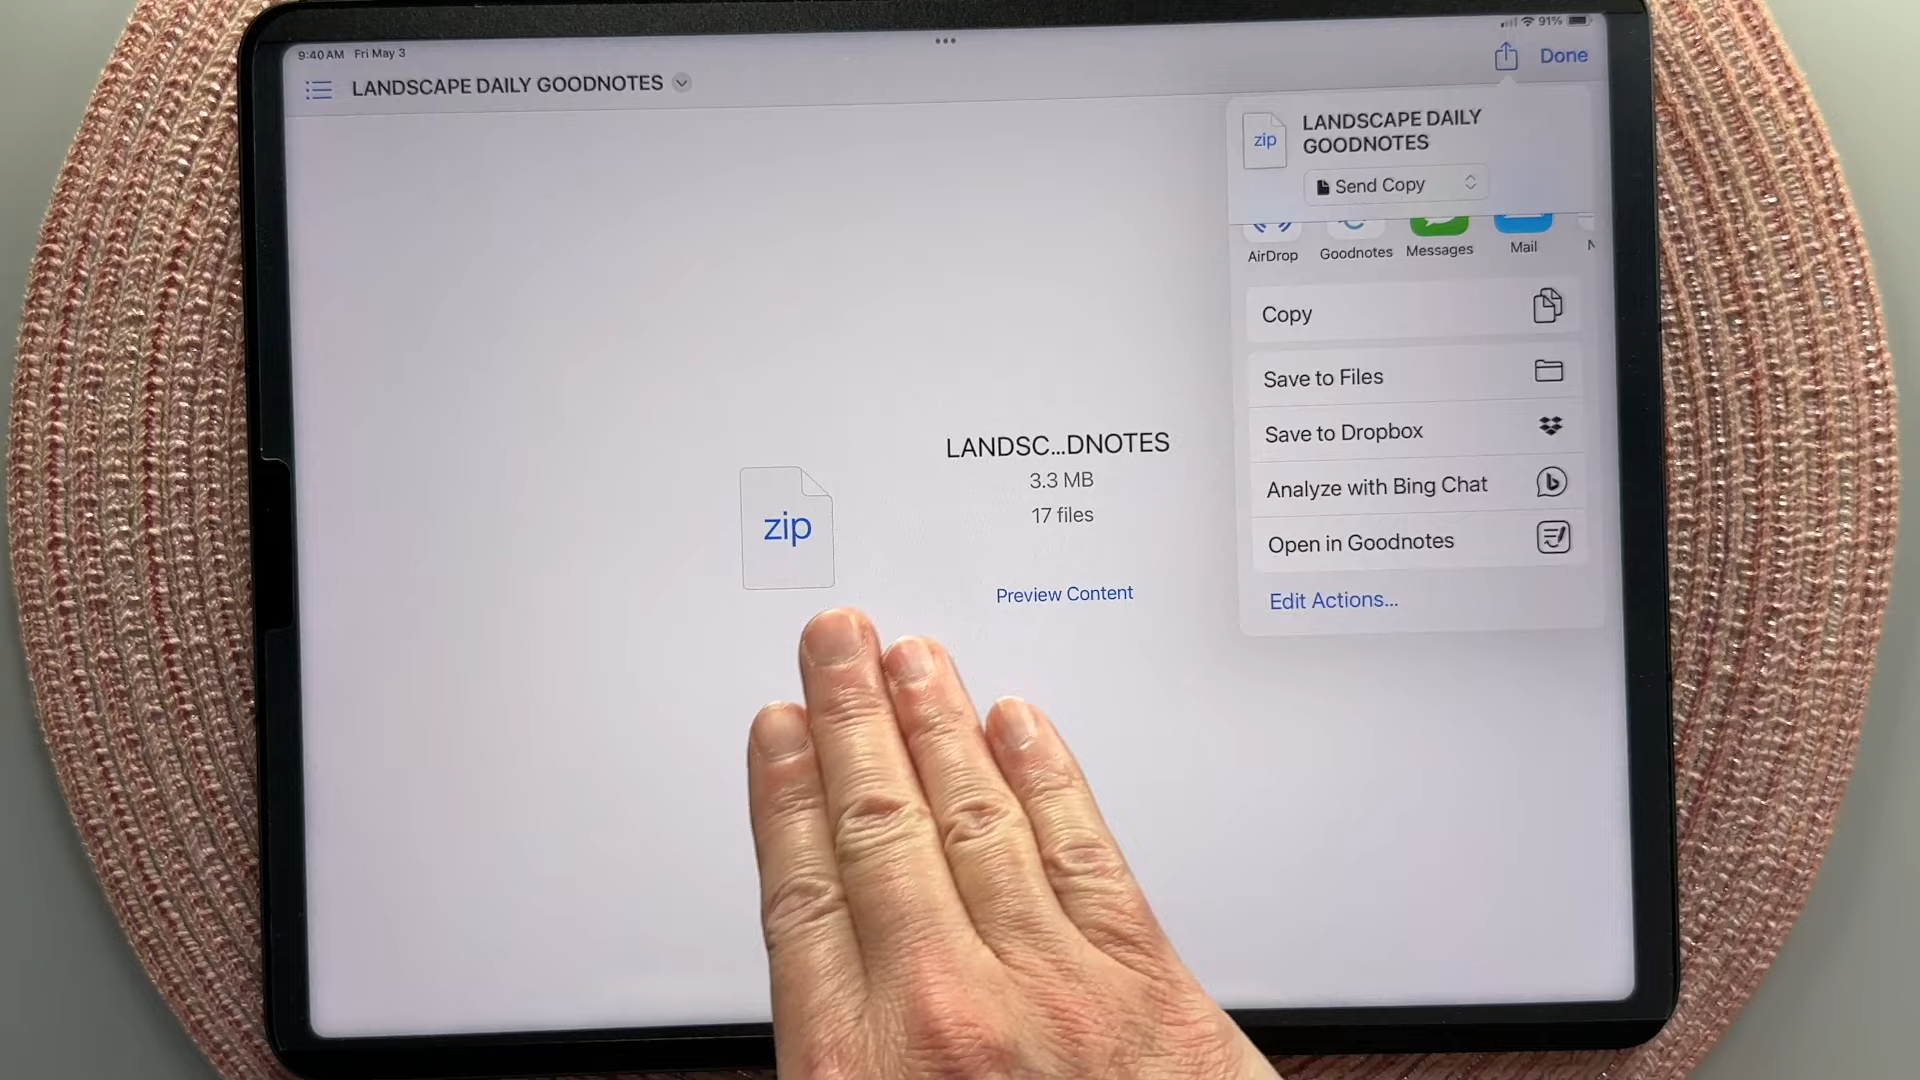 9:40 AM Fri May 3
91%
LANDSCAPE DAILY GOODNOTES
Done
zip
LANDSCAPE DAILY
GOODNOTES
Send Copy
AirDrop
Goodnotes
Messages
Mail
Copy
Save to Files
Save to Dropbox
Analyze with Bing Chat
Open in Goodnotes
Edit Actions...
zip
LANDSC...DNOTES
3.3 MB
17 files
Preview Content